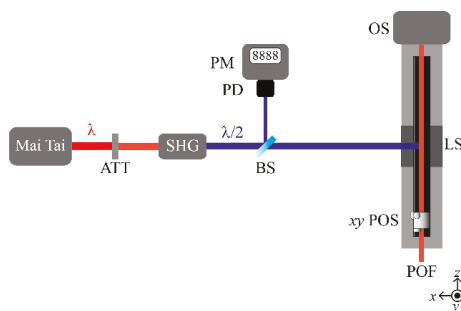 OS
PM
8888
PD
Mai Tai
λ
ATT
SHG
λ/2
BS
LS
xy POS
POF
z
x
y